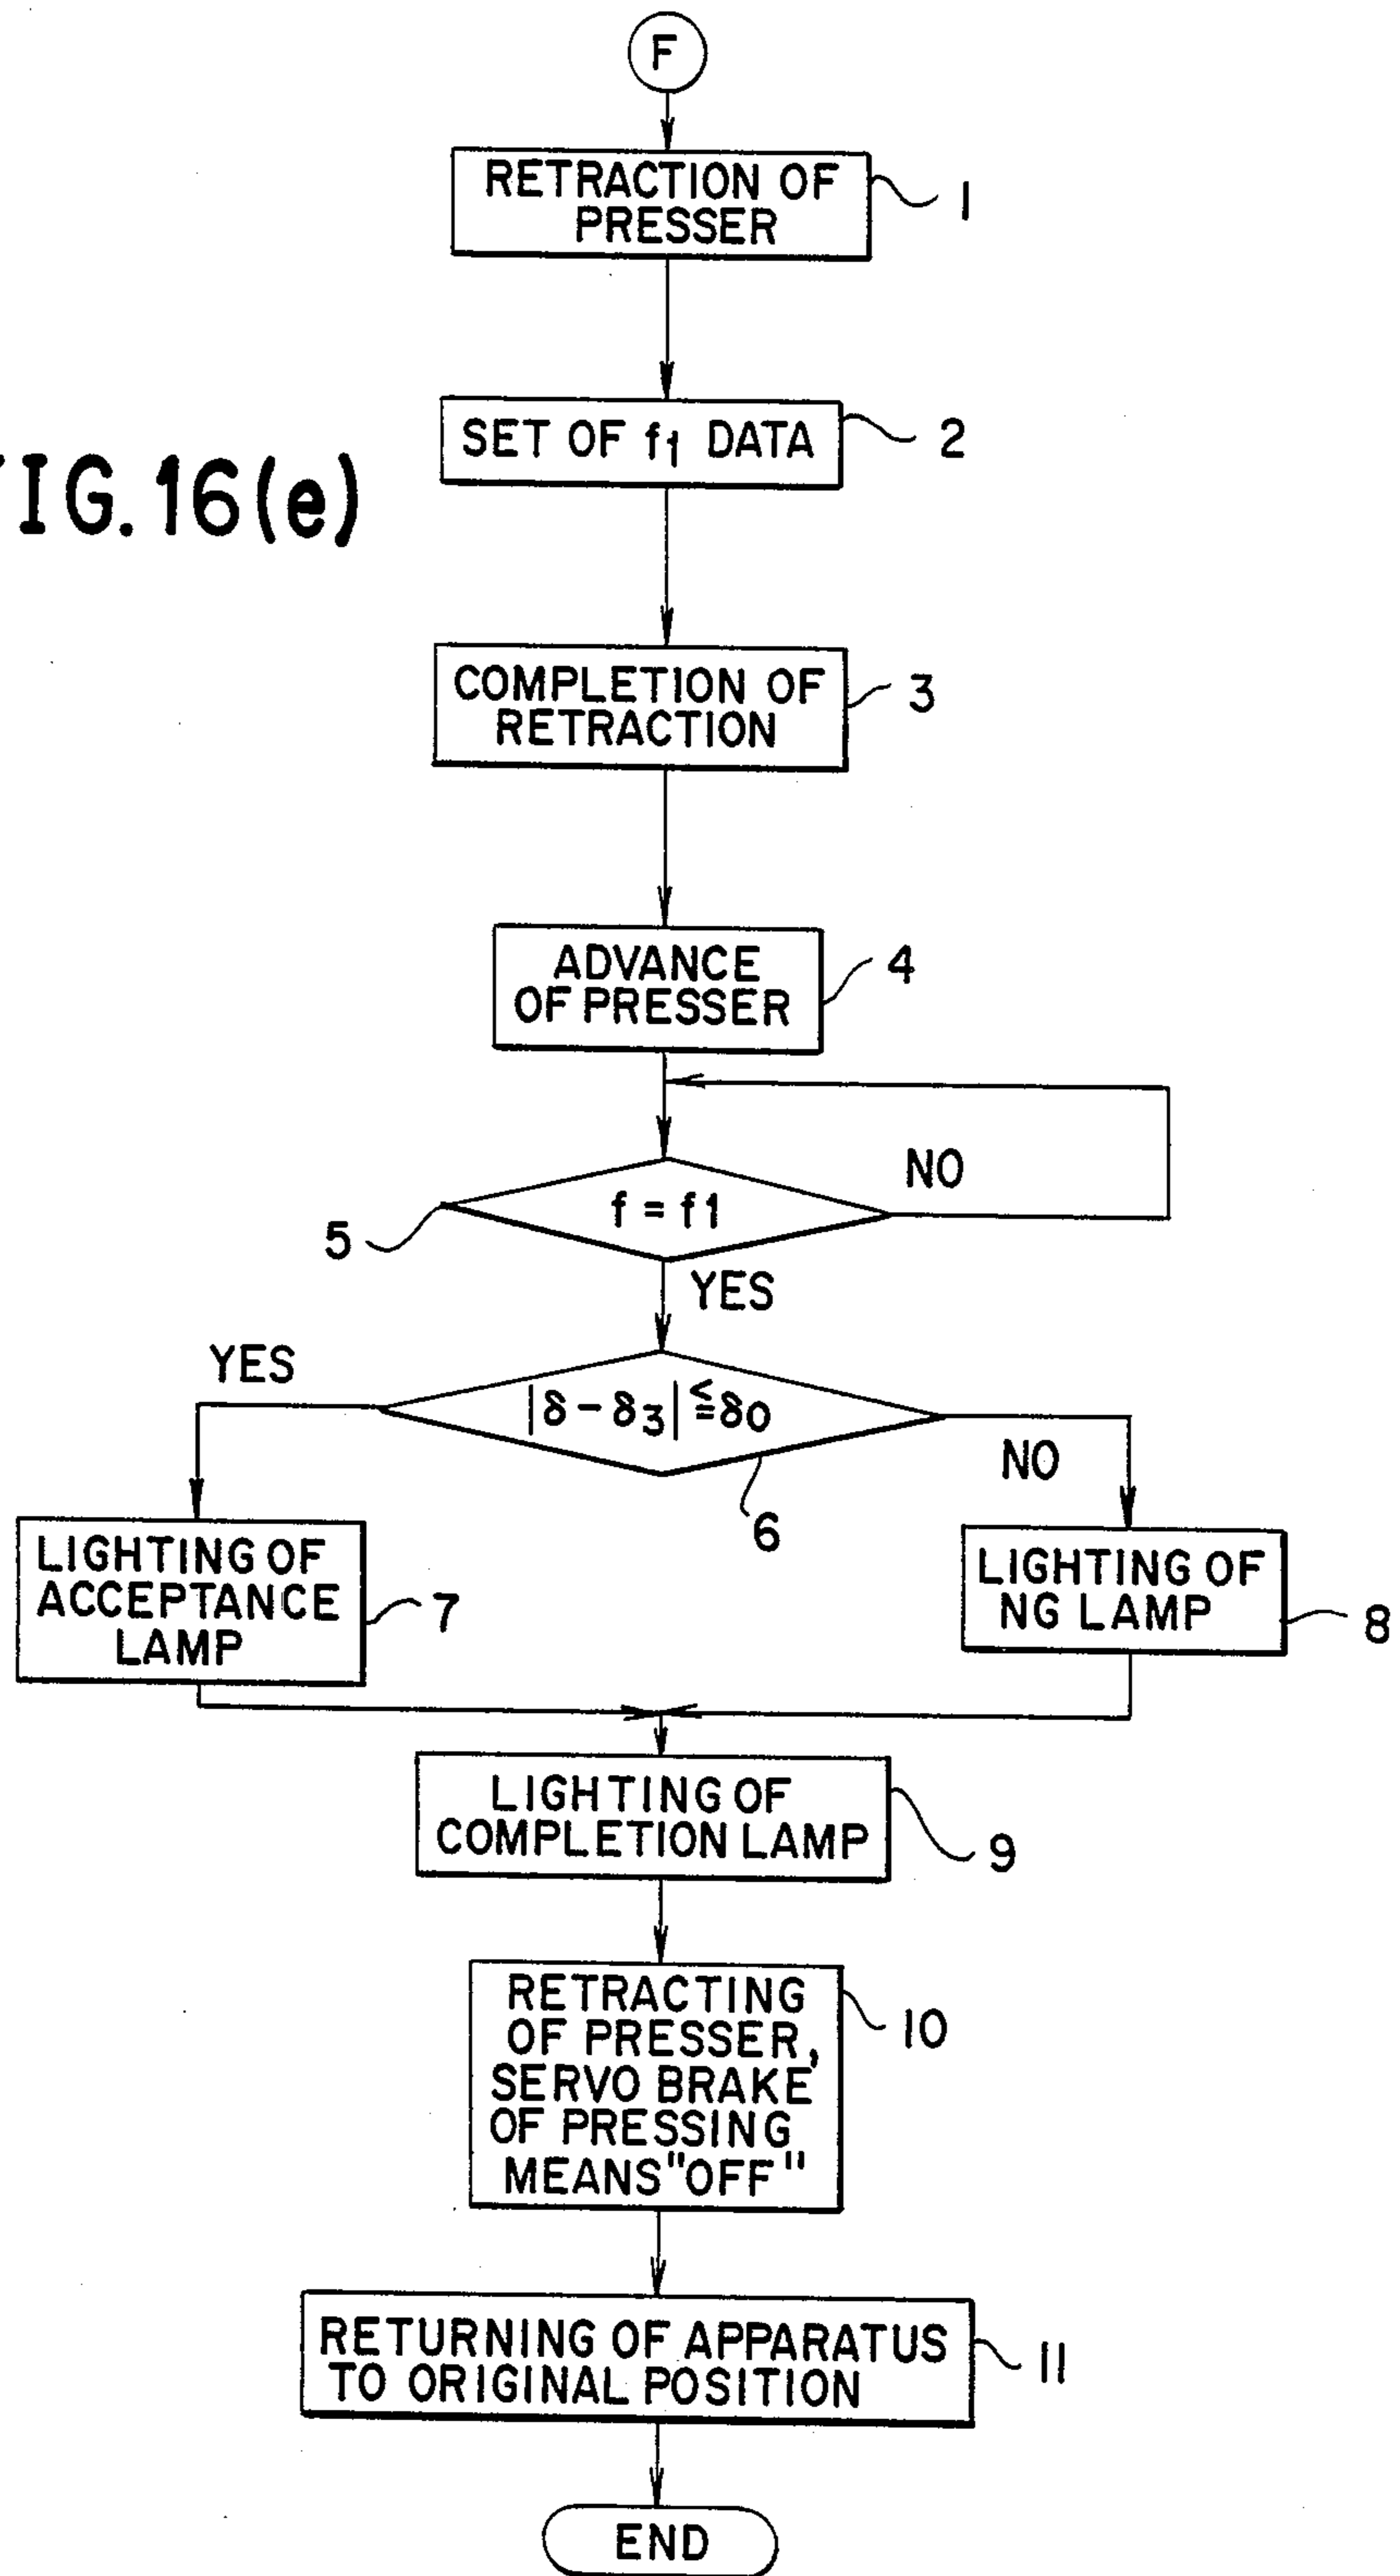 F
RETRACTION OF
PRESSER
1
SET OF f1 DATA
2
FIG. 16(e)
COMPLETION OF
RETRACTION
3
ADVANCE
OF PRESSER
4
NO
f = f1
5
YES
YES
|δ - δ3| ≦ δ0
NO
6
LIGHTING OF
ACCEPTANCE
LAMP
7
LIGHTING OF
NG LAMP
8
LIGHTING OF
COMPLETION LAMP
9
RETRACTING
OF PRESSER,
SERVO BRAKE
OF PRESSING
MEANS "OFF"
10
RETURNING OF APPARATUS
TO ORIGINAL POSITION
11
END